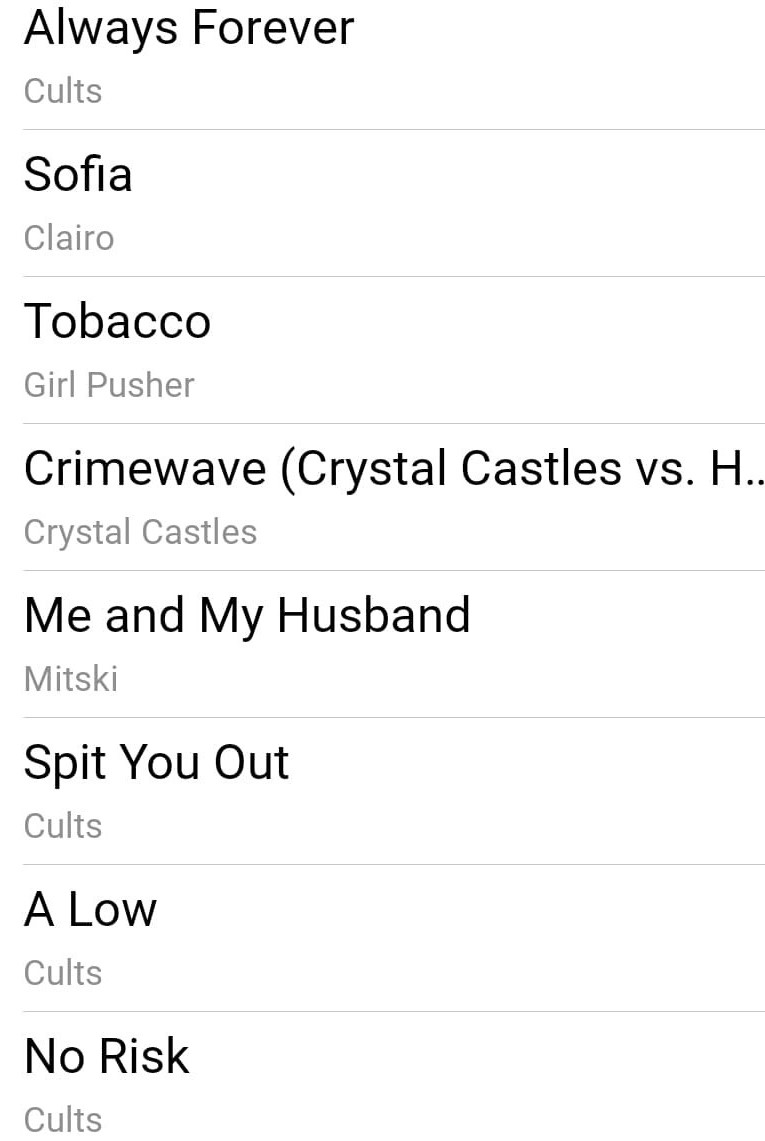 Always Forever
Cults
Sofia
Clairo
Tobacco
Girl Pusher
Crimewave (Crystal Castles vs. H..
Crystal Castles
Me and My Husband
Mitski
Spit You Out
Cults
A Low
Cults
No Risk
Cults